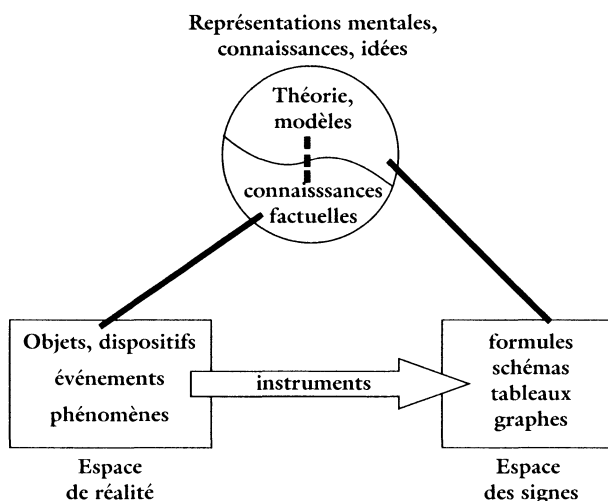 Représentations mentales,
connaissances, idées
Théorie,
modèles
connaisssances
factuelles
Objets, dispositifs
événements
phénomènes
instruments
formules
schémas
tableaux
graphes
Espace
de réalité
Espace
des signes